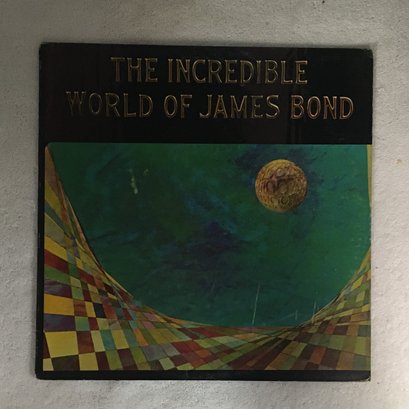 THE INCREDIBLE
WORLD OF JAMES BOND